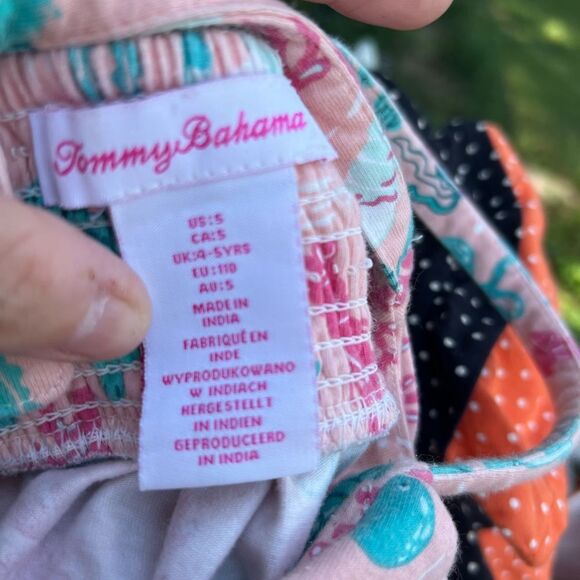 Tommy Bahama
US:5
CA:5
UK:4-5YRS
EU:110
AU:5
MADE IN
INDIA
FABRIQUÉ EN
INDE
WYPRODUKOWANO
W INDIACH
HERGESTELLT
IN INDIEN
GEPRODUCEERD
IN INDIA